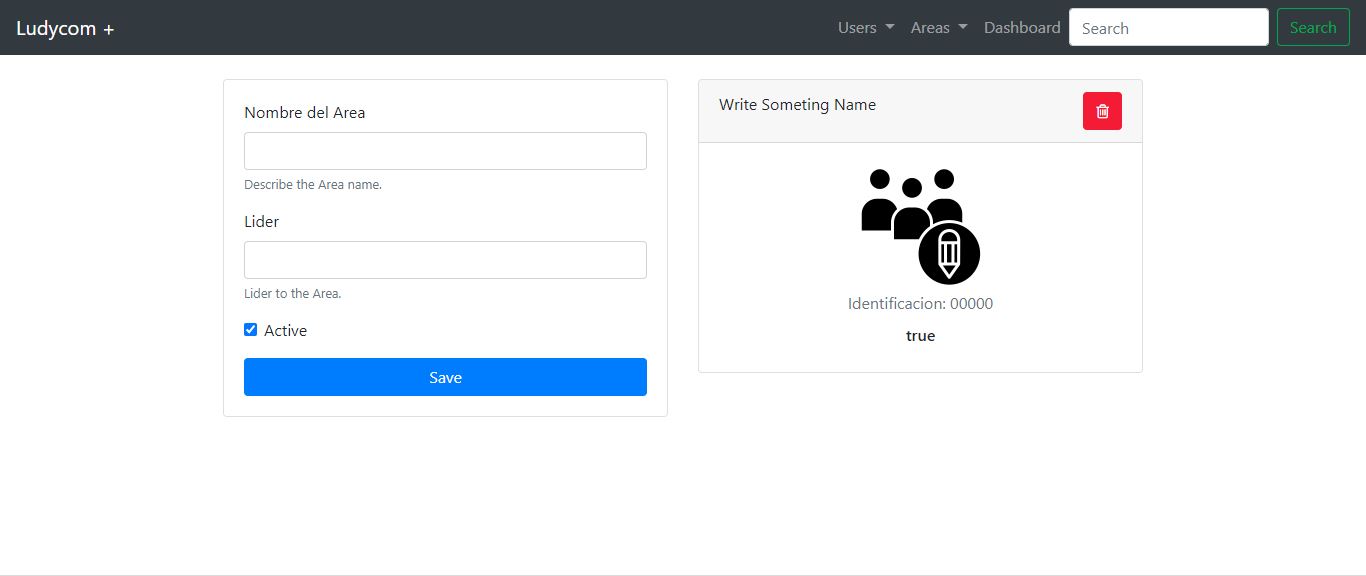 Ludycom +
Users
Areas
Dashboard
Search
Search
Nombre del Area
Describe the Area name.
Lider
Lider to the Area.
Active
Save
Write Someting Name
Identificacion: 00000
true